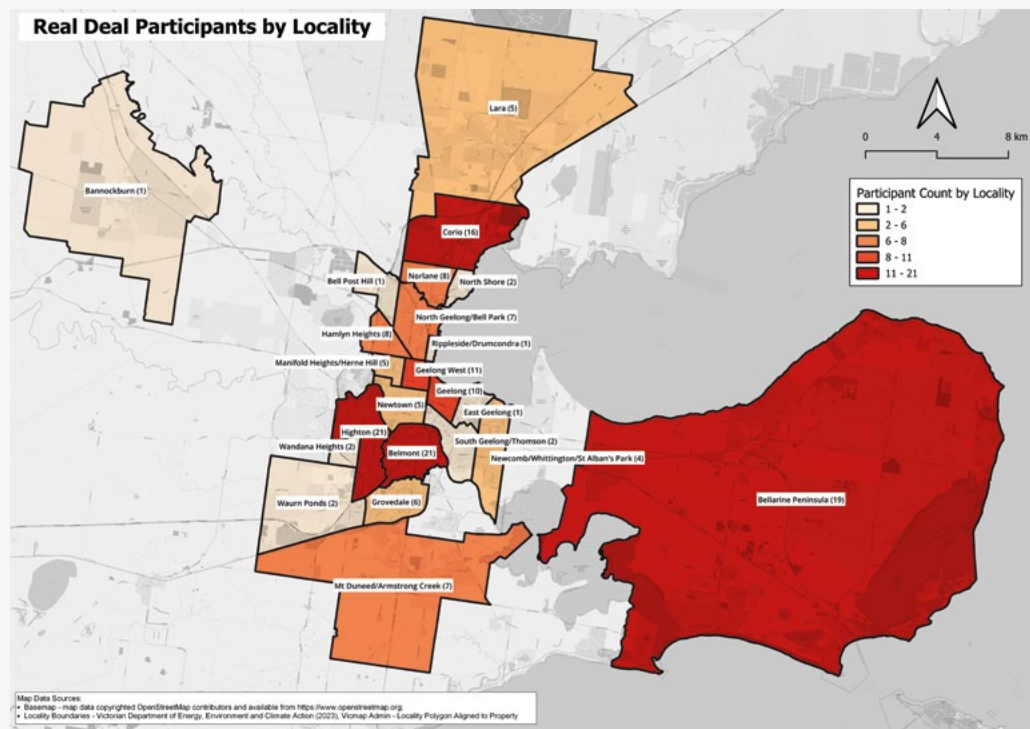 Real Deal Participants by Locality
0 4 8 km
Participant Count by Locality
1 - 2
2 - 6
6 - 8
8 - 11
11 - 21
Lara (5)
Bannockburn (1)
Corio (16)
Norlane (8)
Bell Post Hill (1)
North Shore (2)
North Geelong/Bell Park (7)
Hamlyn Heights (8)
Rippleside/Drumcondra (1)
Manifold Heights/Herne Hill (5)
Geelong West (11)
Geelong (10)
Newtown (5)
East Geelong (1)
Highton (21)
Wandana Heights (2)
South Geelong/Thomson (2)
Belmont (21)
Newcomb/Whittington/St Alban's Park (4)
Bellarine Peninsula (19)
Waurn Ponds (2)
Grovedale (6)
Mt Duneed/Armstrong Creek (7)
Map Data Sources:
• Basemap - map data copyrighted OpenStreetMap contributors and available from https://www.openstreetmap.org;
• Locality Boundaries - Victorian Department of Energy, Environment and Climate Action (2023), Vicmap Admin - Locality Polygon Aligned to Property